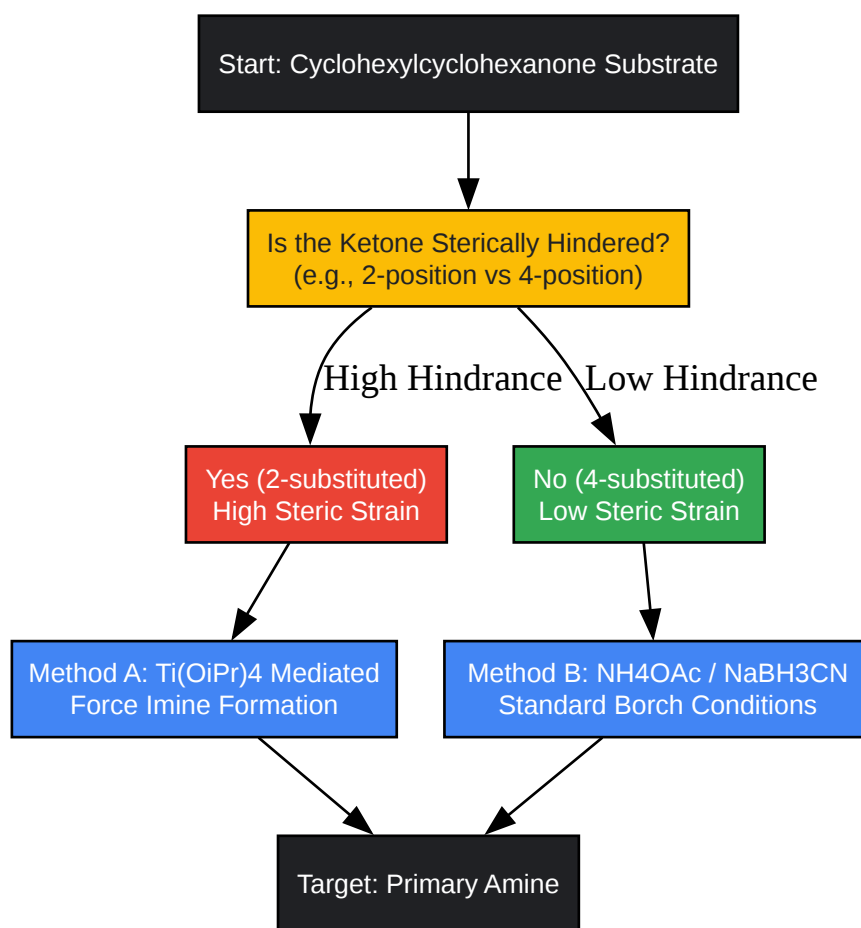 Start: Cyclohexylcyclohexanone Substrate
Is the Ketone Sterically Hindered?
(e.g., 2-position vs 4-position)
High Hindrance
Low Hindrance
Yes (2-substituted)
High Steric Strain
No (4-substituted)
Low Steric Strain
Method A: Ti(OiPr)4 Mediated
Force Imine Formation
Method B: NH4OAc / NaBH3CN
Standard Borch Conditions
Target: Primary Amine